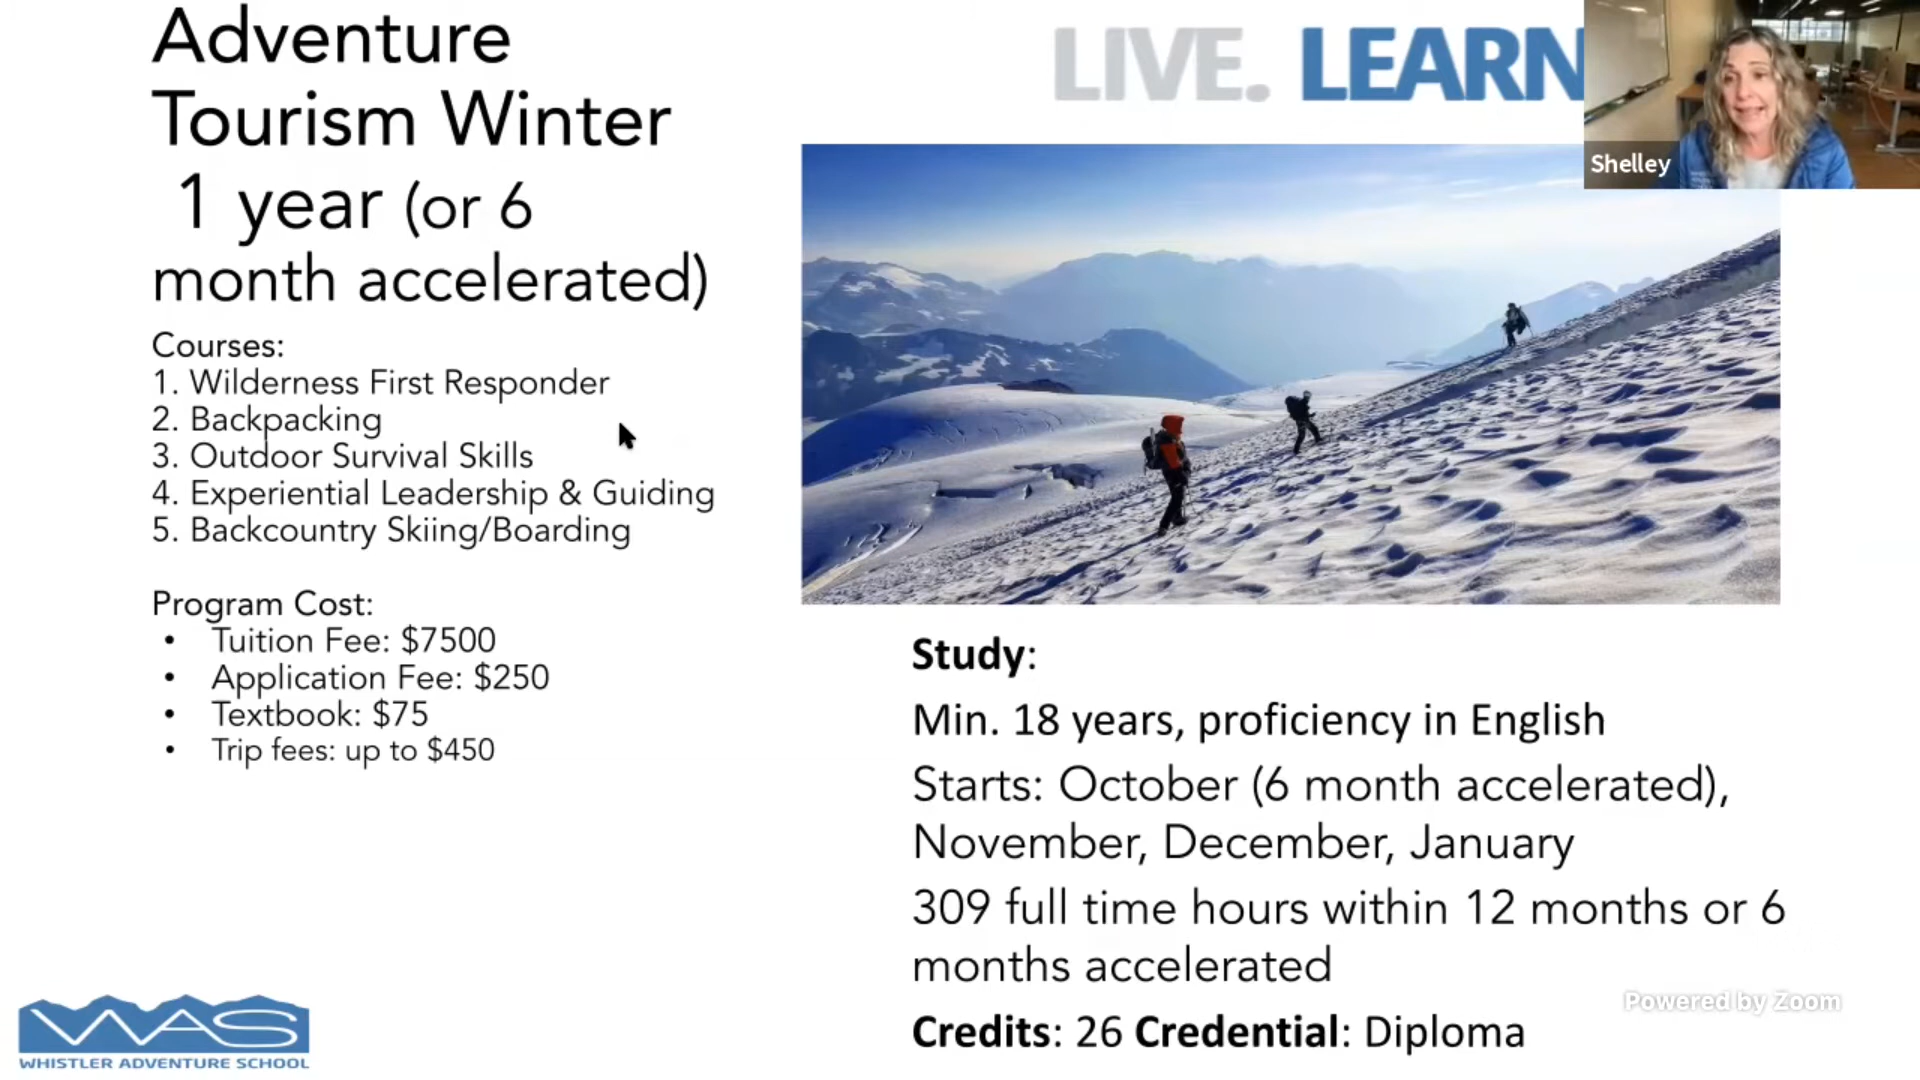 Adventure
Tourism Winter
1 year (or 6
month accelerated)
Courses:
1. Wilderness First Responder
2. Backpacking
3. Outdoor Survival Skills
4. Experiential Leadership & Guiding
5. Backcountry Skiing/Boarding
Program Cost:
• Tuition Fee: $7500
• Application Fee: $250
• Textbook: $75
• Trip fees: up to $450
WAS
WHISTLER ADVENTURE SCHOOL
LIVE. LEARN
Shelley
Study:
Min. 18 years, proficiency in English
Starts: October (6 month accelerated),
November, December, January
309 full time hours within 12 months or 6
months accelerated
Credits: 26 Credential: Diploma
Powered by Zoom